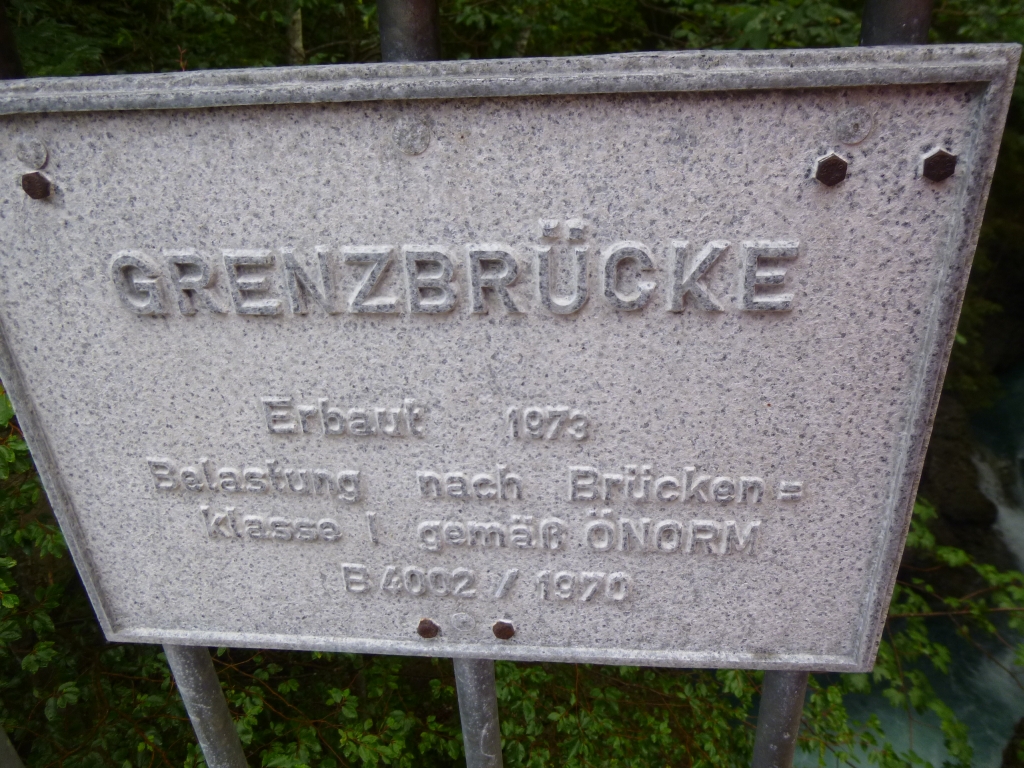 GRENZBRÜCKE
Erbaut 1973
Belastung nach Brücken=
klasse I gemäß ÖNORM
B 4002 / 1970